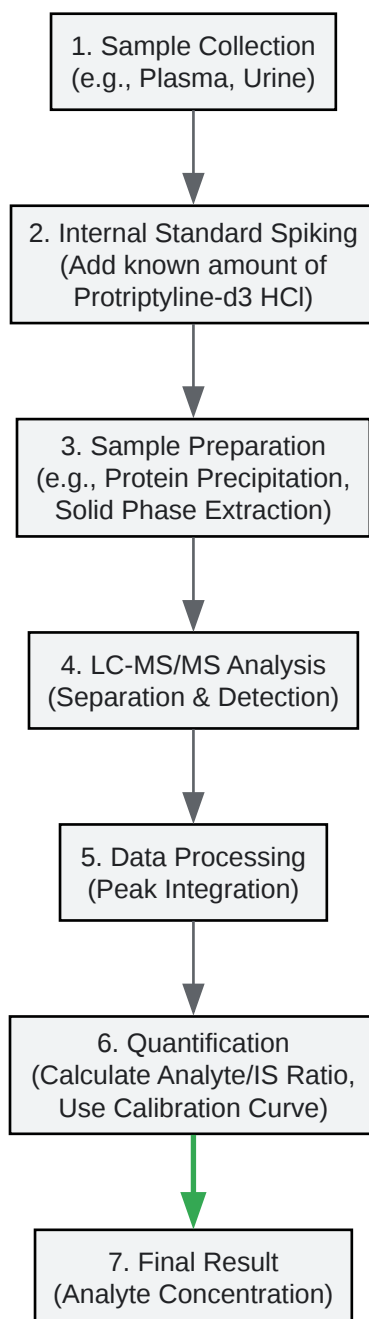 1. Sample Collection
(e.g., Plasma, Urine)
2. Internal Standard Spiking
(Add known amount of
Protriptyline-d3 HCl)
3. Sample Preparation
(e.g., Protein Precipitation,
Solid Phase Extraction)
4. LC-MS/MS Analysis
(Separation & Detection)
5. Data Processing
(Peak Integration)
6. Quantification
(Calculate Analyte/IS Ratio,
Use Calibration Curve)
7. Final Result
(Analyte Concentration)